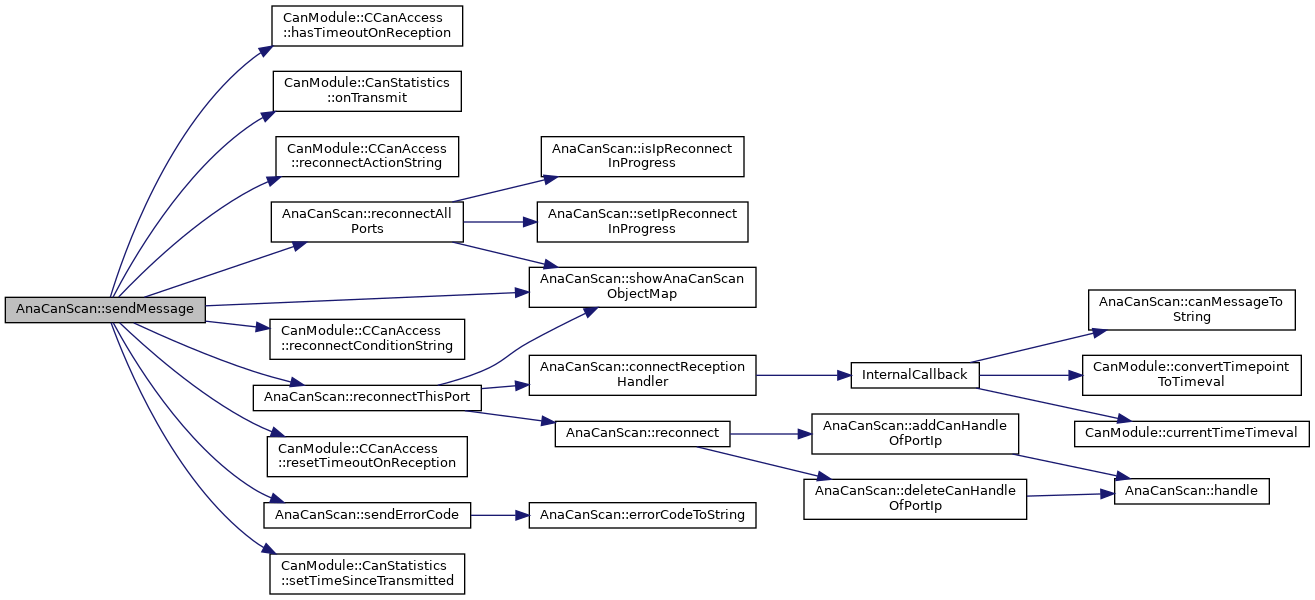 CanModule::CCanAccess
::hasTimeoutOnReception
CanModule::CanStatistics
::onTransmit
CanModule::CCanAccess
::reconnectActionString
AnaCanScan::isIpReconnect
InProgress
AnaCanScan::reconnectAll
Ports
AnaCanScan::setIpReconnect
InProgress
AnaCanScan::showAnaCanScan
ObjectMap
AnaCanScan::sendMessage
AnaCanScan::canMessageTo
String
CanModule::CCanAccess
::reconnectConditionString
AnaCanScan::connectReception
Handler
InternalCallback
CanModule::convertTimepoint
ToTimeval
AnaCanScan::reconnectThisPort
AnaCanScan::reconnect
AnaCanScan::addCanHandle
OfPortIp
CanModule::currentTimeTimeval
CanModule::CCanAccess
::resetTimeoutOnReception
AnaCanScan::deleteCanHandle
OfPortIp
AnaCanScan::handle
AnaCanScan::sendErrorCode
AnaCanScan::errorCodeToString
CanModule::CanStatistics
::setTimeSinceTransmitted